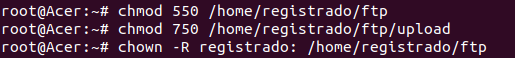 root@Acer:~# chmod 550 /home/registrado/ftp
root@Acer:~# chmod 750 /home/registrado/ftp/upload
root@Acer:~# chown -R registrado: /home/registrado/ftp